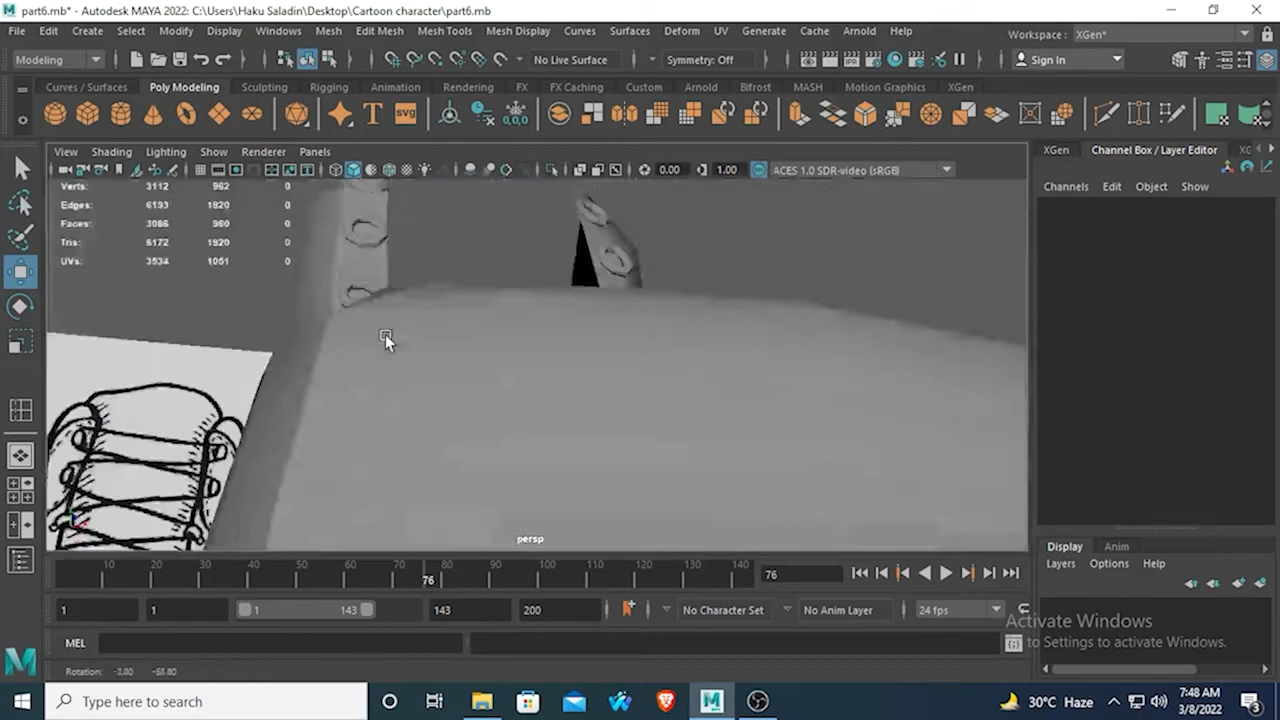 part6.mb* - Autodesk MAYA 2022: C:\Users\Haku Saladin\Desktop\Cartoon character\part6.mb
File Edit Create Select Modify Display Windows Mesh Edit Mesh Mesh Tools Mesh Display Curves Surfaces Deform UV Generate Cache Arnold Help
Workspace : XGen*
Modeling No Live Surface Symmetry: Off Sign In
Curves / Surfaces Poly Modeling Sculpting Rigging Animation Rendering FX FX Caching Custom Arnold Bifrost MASH Motion Graphics XGen
T svg 0,0,0
View Shading Lighting Show Renderer Panels
XGen Channel Box / Layer Editor XG
0.00 1.00 ACES 1.0 SDR-video (sRGB)
Channels Edit Object Show
Verts: 3112 962 0
Edges: 6193 1920 0
Faces: 3086 960 0
Tris: 6172 1920 0
UVs: 3534 1061 0
persp
Display Anim
Layers Options Help
10 20 30 40 50 60 70 80 90 100 110 120 130 140
76 76
1 1 1 143 143 200 No Character Set No Anim Layer 24 fps
Activate Windows
to Settings to activate Windows.
MEL
M
Type here to search
30°C Haze
7:48 AM
3/8/2022
3